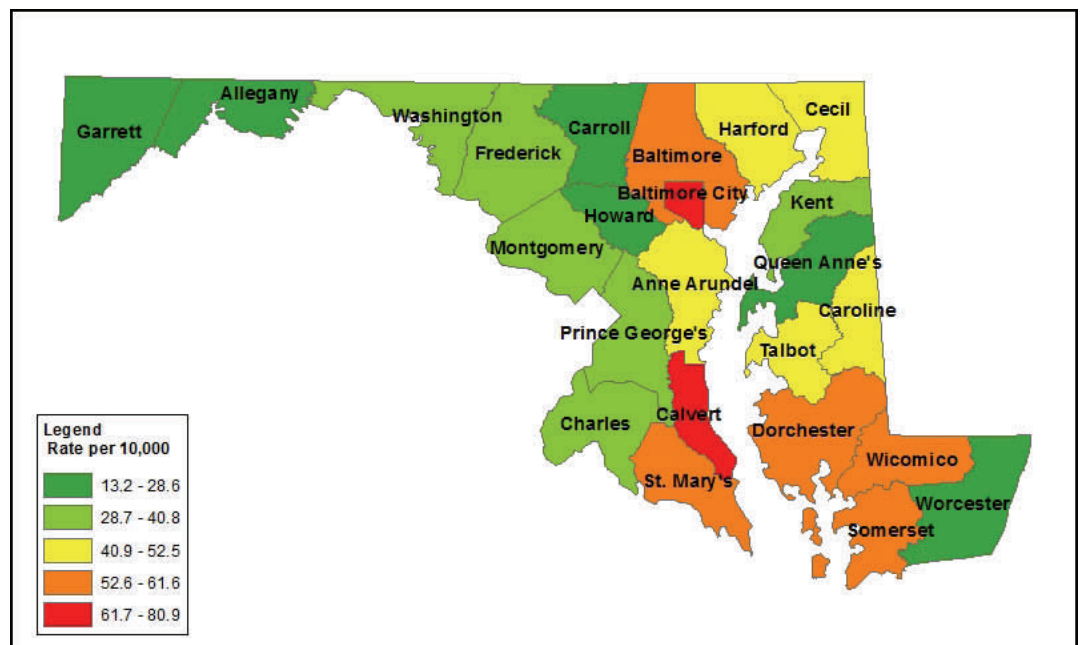 Allegany
Garrett
Washington
Frederick
Carroll
Baltimore
Harford
Cecil
Baltimore City
Kent
Howard
Montgomery
Queen Anne's
Anne Arundel
Caroline
Prince George's
Talbot
Charles
Calvert
Dorchester
Wicomico
St. Mary's
Worcester
Somerset
Legend
Rate per 10,000
13.2 - 28.6
28.7 - 40.8
40.9 - 52.5
52.6 - 61.6
61.7 - 80.9